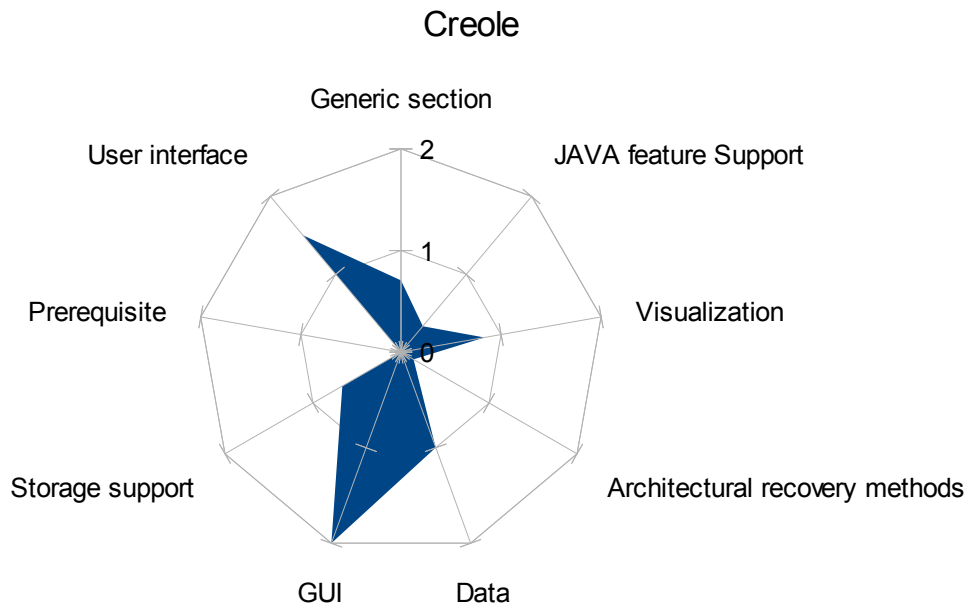 Creole
Generic section
User interface
2
JAVA feature Support
1
Prerequisite
Visualization
0
Storage support
Architectural recovery methods
GUI
Data